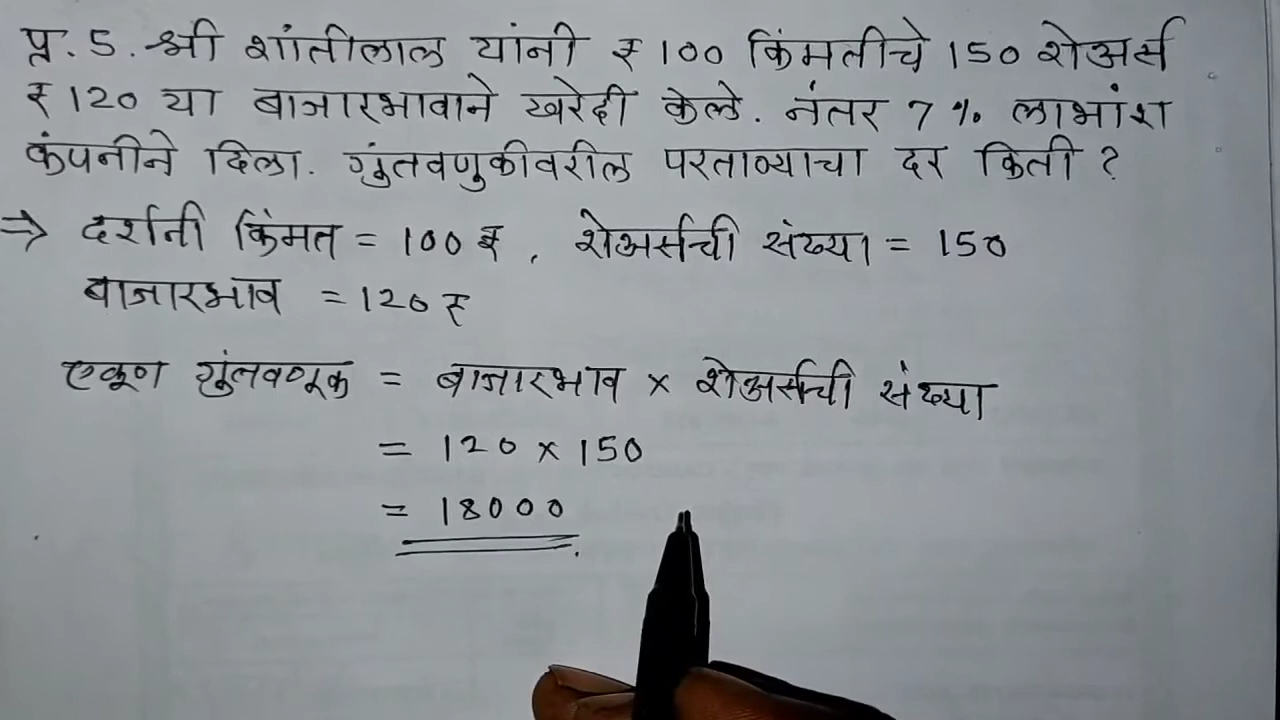 प्र. 5. श्री शांतीलाल यांनी ₹ 100 किंमतीचे 150 शेअर्स
₹ 120 या बाजारभावाने खरेदी केले. नंतर 7 % लाभांश
कंपनीने दिला. गुंतवणुकीवरील परताव्याचा दर किती ?
⇒ दर्शनी किंमत = 100 ₹ , शेअर्सची संख्या = 150
बाजारभाव = 120 ₹
एकूण गुंतवणूक = बाजारभाव × शेअर्सची संख्या
= 120 × 150
= 18000